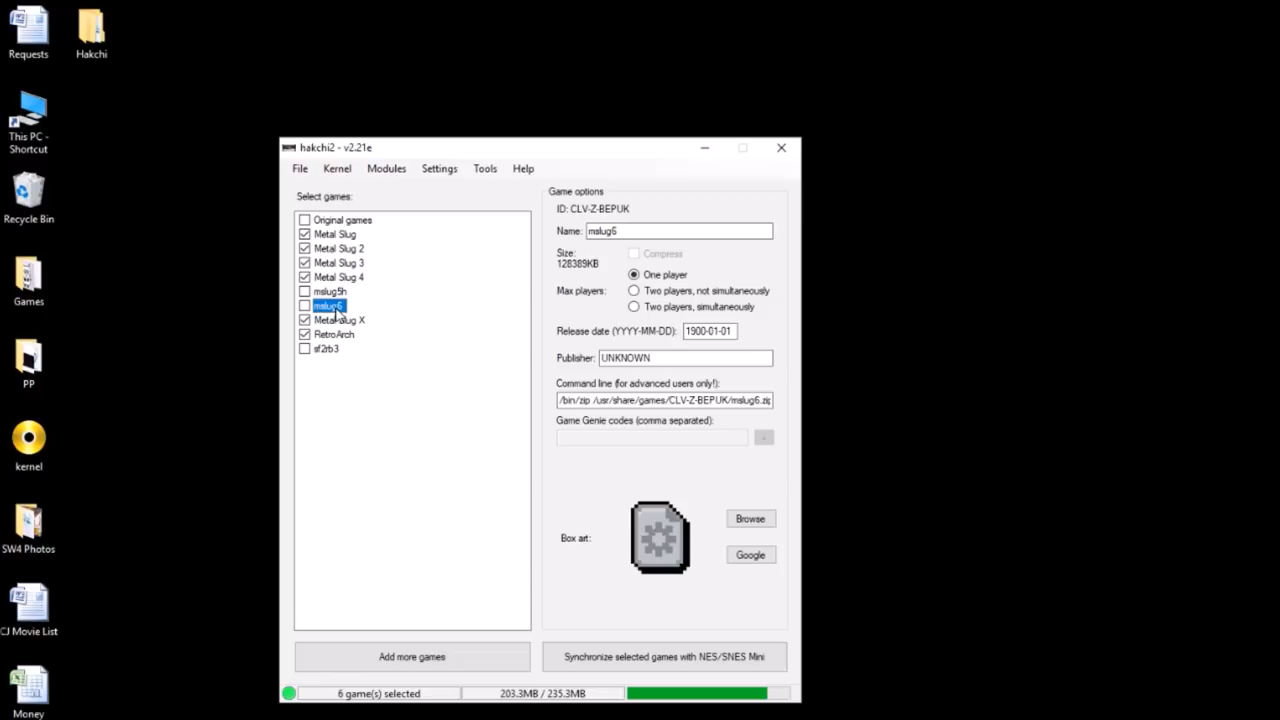 Requests
Hakchi
This PC -
Shortcut
Recycle Bin
Games
PP
kernel
SW4 Photos
CJ Movie List
Money
hakchi2 - v2.21e
File Kernel Modules Settings Tools Help
Select games:
Original games
Metal Slug
Metal Slug 2
Metal Slug 3
Metal Slug 4
mslug5h
mslug6
Metal Slug X
RetroArch
sf2rb3
Add more games
Game options
ID: CLV-Z-BEPUK
Name: mslug6
Size:
128389KB
Compress
Max players:
One player
Two players, not simultaneously
Two players, simultaneously
Release date (YYYY-MM-DD): 1900-01-01
Publisher: UNKNOWN
Command line (for advanced users only!):
/bin/zip /usr/share/games/CLV-Z-BEPUK/mslug6.zip
Game Genie codes (comma separated):
Box art:
Browse
Google
Synchronize selected games with NES/SNES Mini
6 game(s) selected 203.3MB / 235.3MB